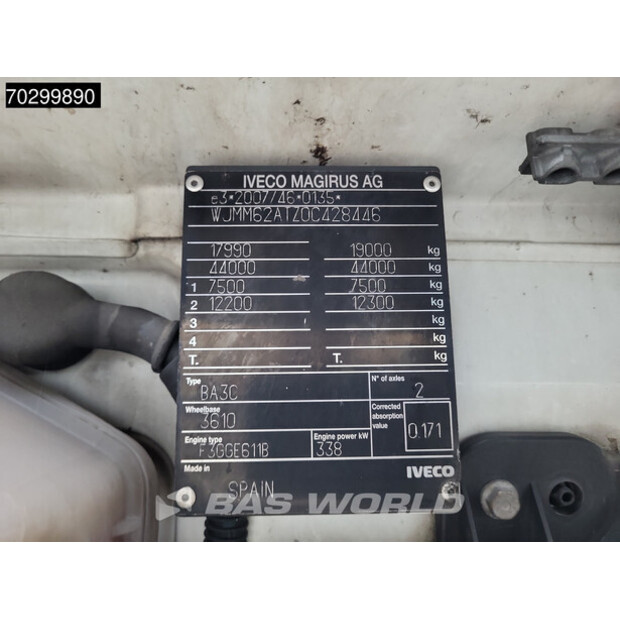 70299890
IVECO MAGIRUS AG
e3*2007/46*0135*
WJMM62ATZ0C428446
17990 19000 kg
44000 44000 kg
1 7500 7500 kg
2 12200 12300 kg
3 kg
4 kg
T. T. kg
Type BA3C N° of axles 2
Wheelbase 3610 Corrected absorption value 0.171
Engine type F3GGE611B Engine power kW 338
Made in SPAIN IVECO
BAS WORLD